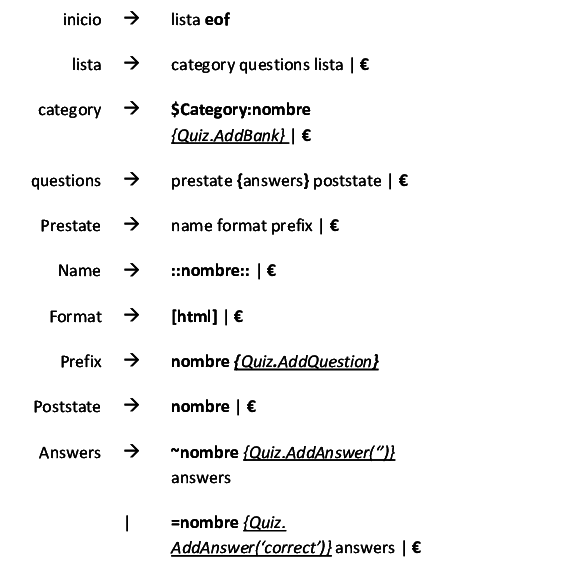 inicio → lista eof
lista → category questions lista | €
category → $Category:nombre
{Quiz.AddBank} | €
questions → prestate {answers} poststate | €
Prestate → name format prefix | €
Name → ::nombre:: | €
Format → [html] | €
Prefix → nombre {Quiz.AddQuestion}
Poststate → nombre | €
Answers → ~nombre {Quiz.AddAnswer(‘’)}
answers
| =nombre {Quiz.
AddAnswer(‘correct’)} answers | €